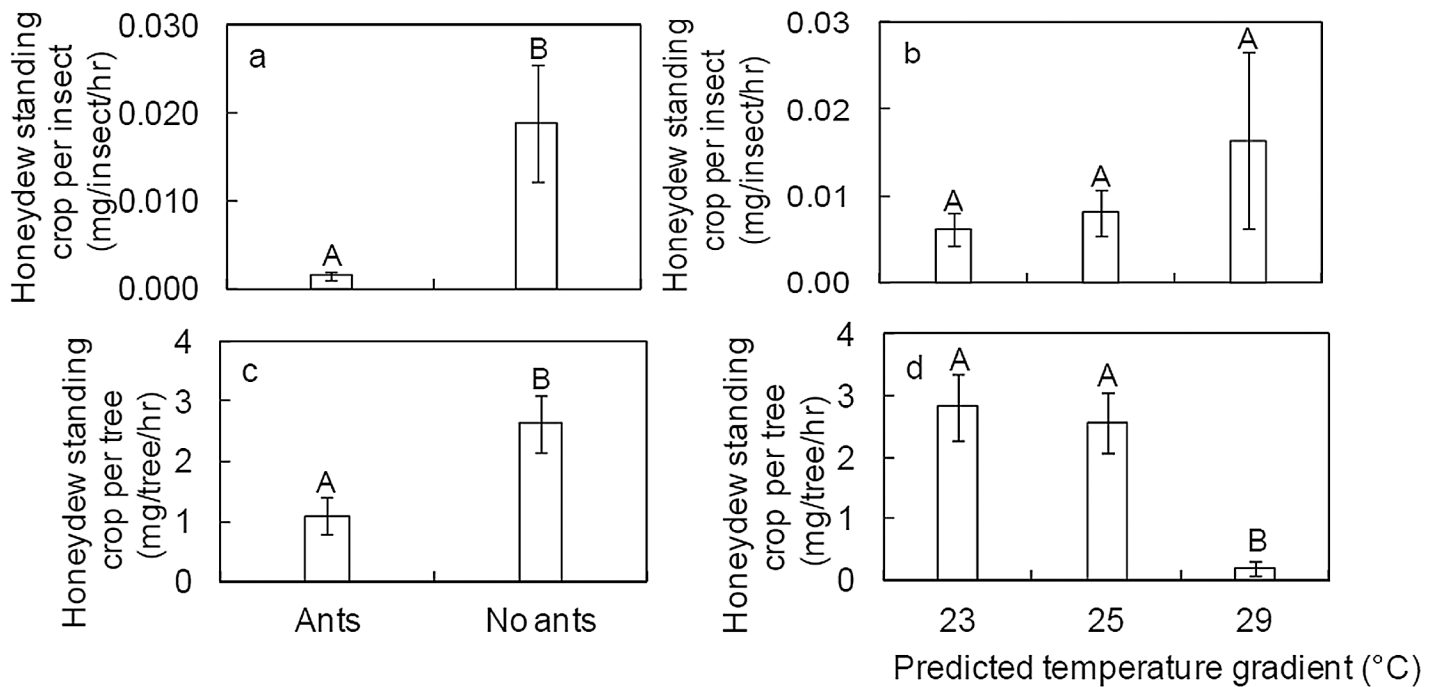 Honeydew standing
crop per insect
(mg/insect/hr)
0.030
0.020
0.010
0.000
a
A
B
Honeydew standing
crop per insect
(mg/insect/hr)
0.03
0.02
0.01
0.00
b
A
A
A
Honeydew standing
crop per tree
(mg/tree/hr)
4
3
2
1
0
c
A
B
Ants
No ants
Honeydew standing
crop per tree
(mg/tree/hr)
4
3
2
1
0
d
A
A
B
23
25
29
Predicted temperature gradient (°C)